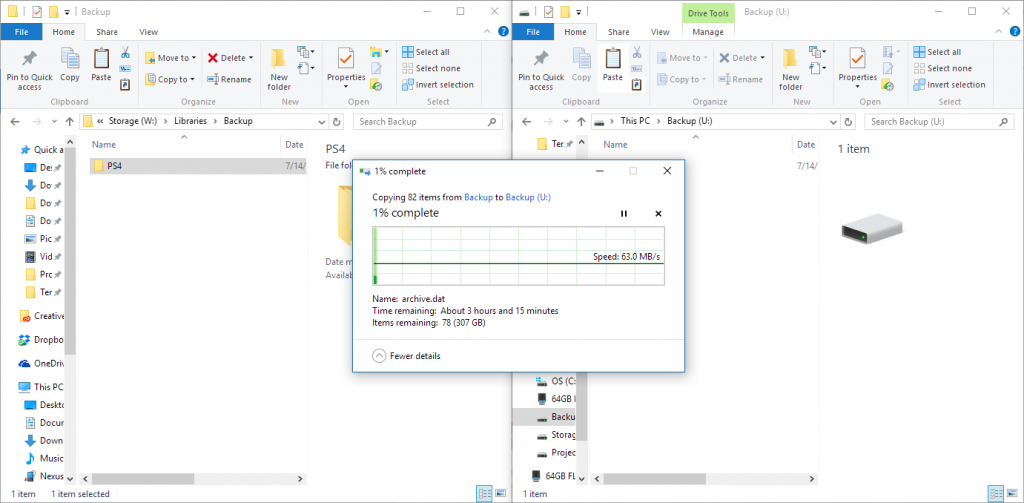 Backup
File Home Share View
Pin to Quick access
Copy
Paste
Clipboard
Move to Copy to
Delete Rename
Organize
New folder
New
Properties
Open
Select all
Select none
Invert selection
Select
« Storage (W:) Libraries Backup
Search Backup
Name Date
Quick a
De:
Do
Do
Do
Pic
Vid
Prc
Ter
Creative
Dropbo
OneDriv
This PC
Deskto
Docum
Down
Music
Nexus
PS4 7/14/
PS4
File fol
Date m
Availab
1 item 1 item selected
Drive Tools Backup (U:)
File Home Share View Manage
Pin to Quick access
Copy
Paste
Clipboard
Move to Copy to
Delete Rename
Organize
New folder
New
Properties
Open
Select all
Select none
Invert selection
Select
This PC Backup (U:)
Search Backup (U:)
Name Date
Ter
7/14/
1 item
OS (C:
64GB I
Backu
Storag
Projec
64GB FL
1 item
1% complete
Copying 82 items from Backup to Backup (U:)
1% complete
Speed: 63.0 MB/s
Name: archive.dat
Time remaining: About 3 hours and 15 minutes
Items remaining: 78 (307 GB)
Fewer details